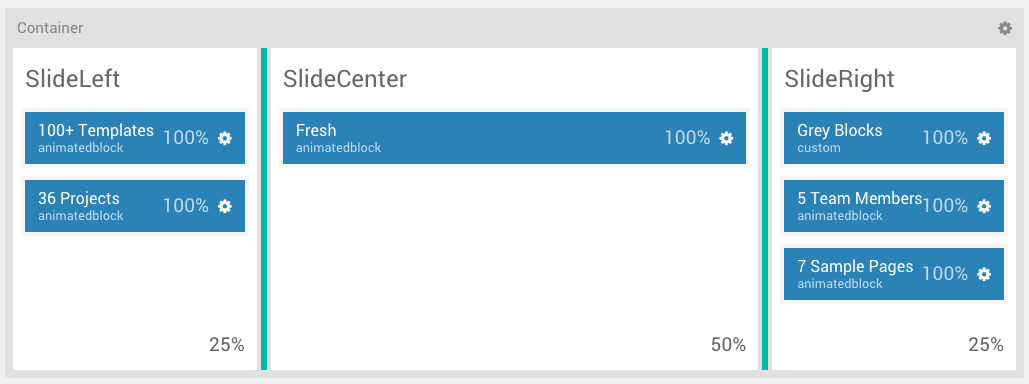 Container
SlideLeft
100+ Templates
animatedblock
100%
36 Projects
animatedblock
100%
25%
SlideCenter
Fresh
animatedblock
100%
50%
SlideRight
Grey Blocks
custom
100%
5 Team Members
animatedblock
100%
7 Sample Pages
animatedblock
100%
25%